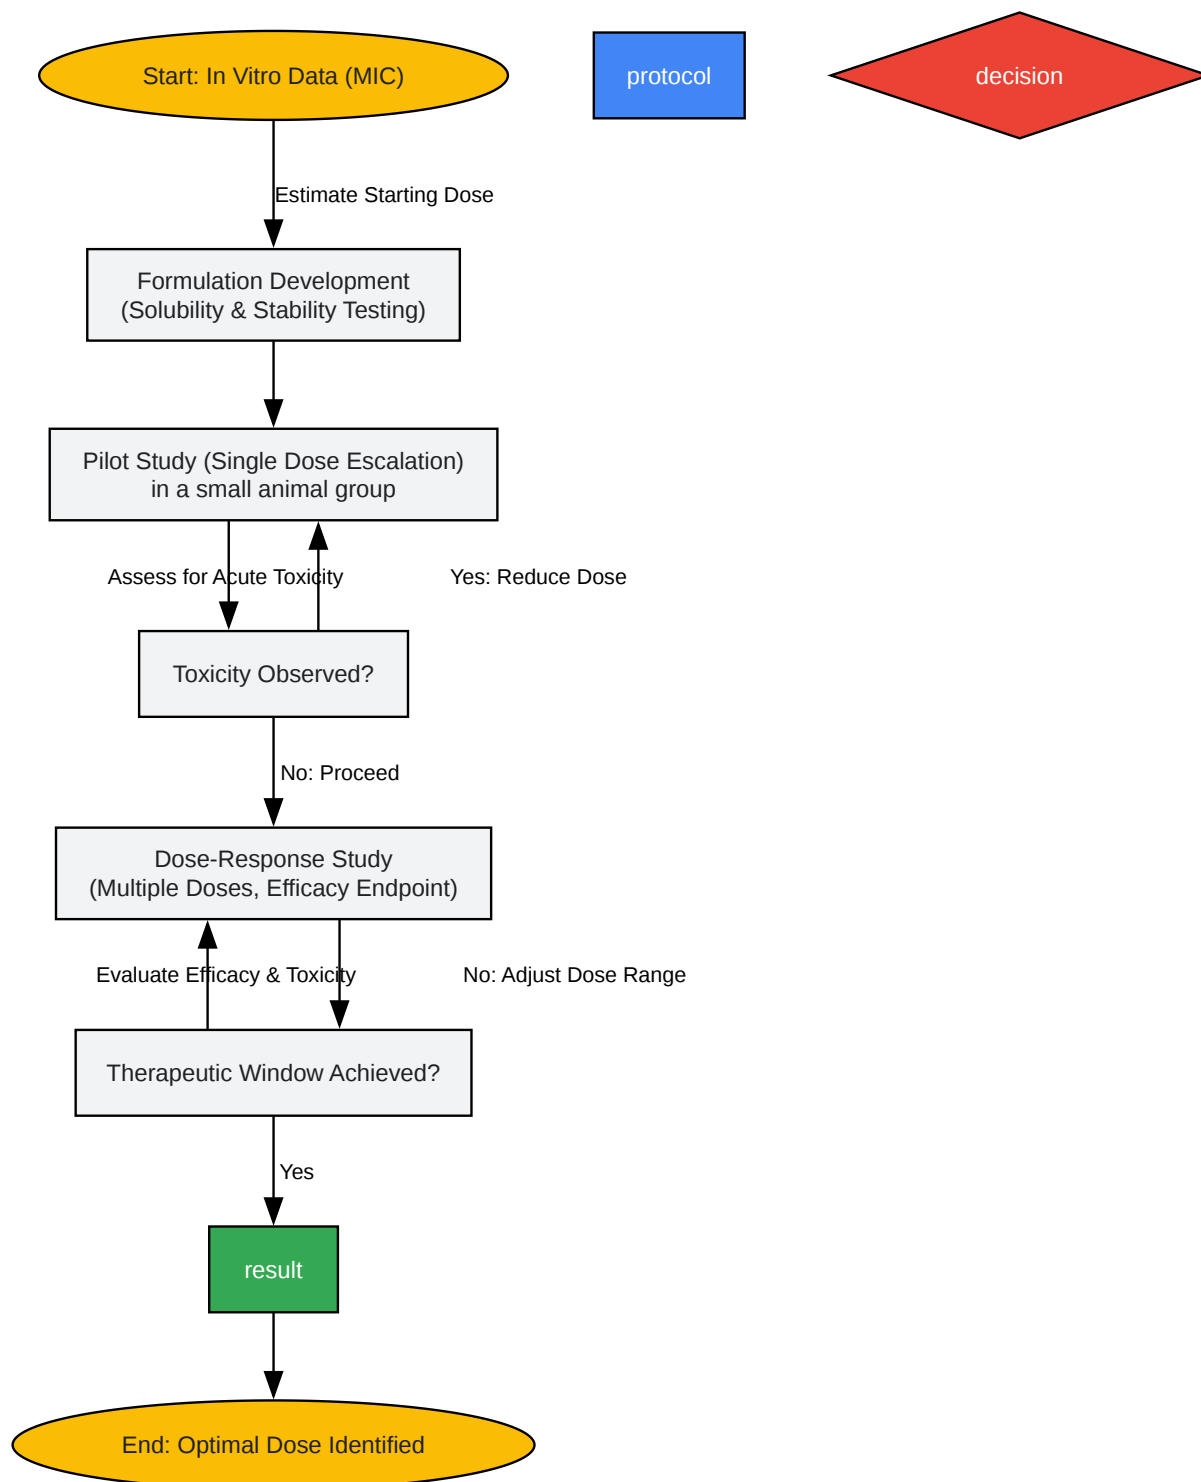 Start: In Vitro Data (MIC)
protocol
decision
Estimate Starting Dose
Formulation Development
(Solubility & Stability Testing)
Pilot Study (Single Dose Escalation)
in a small animal group
Assess for Acute Toxicity
Yes: Reduce Dose
Toxicity Observed?
No: Proceed
Dose-Response Study
(Multiple Doses, Efficacy Endpoint)
Evaluate Efficacy & Toxicity
No: Adjust Dose Range
Therapeutic Window Achieved?
Yes
result
End: Optimal Dose Identified